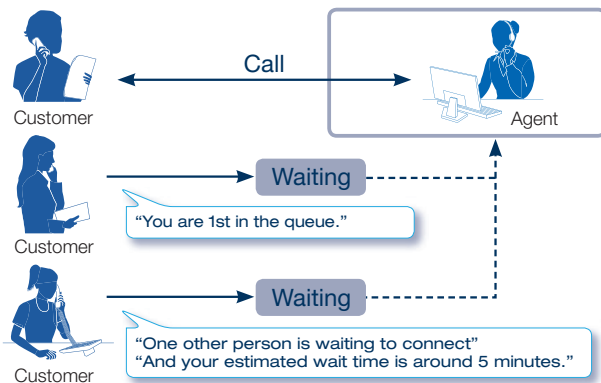 Call
Customer
Agent
Waiting
“You are 1st in the queue.”
Customer
Waiting
“One other person is waiting to connect”
“And your estimated wait time is around 5 minutes.”
Customer